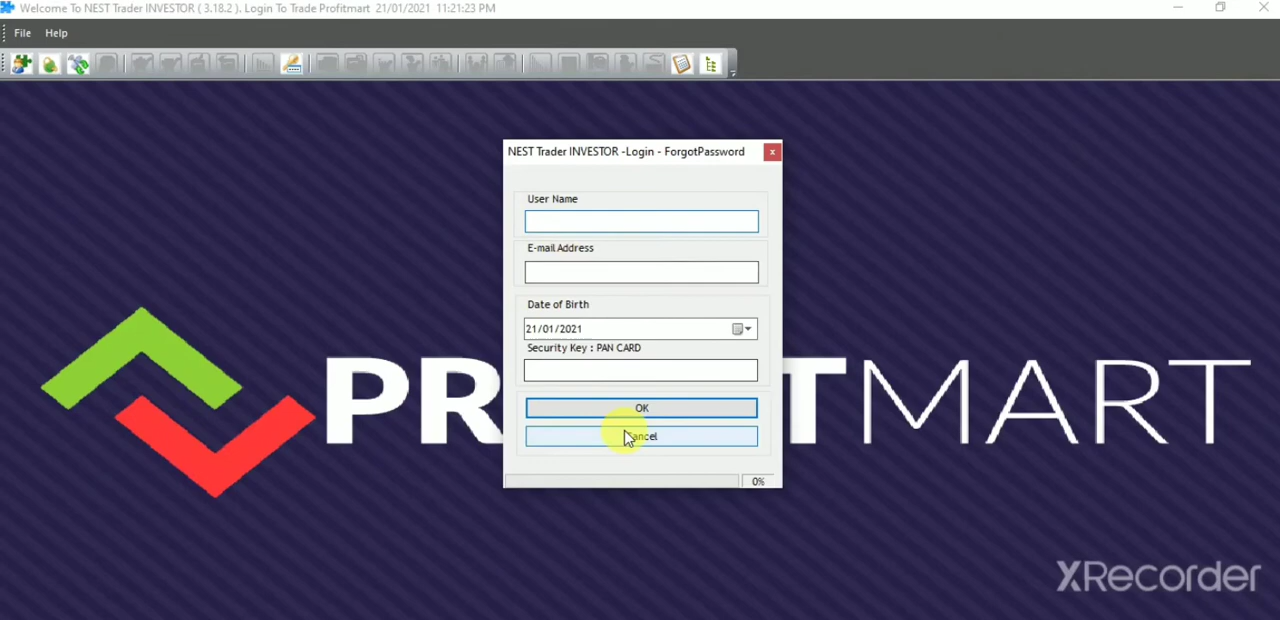 Welcome To NEST Trader INVESTOR ( 3.18.2 ). Login To Trade Profitmart 21/01/2021 11:21:23 PM
File Help
NEST Trader INVESTOR -Login - ForgotPassword
User Name
E-mail Address
Date of Birth
21/01/2021
Security Key : PAN CARD
OK
Cancel
0%
PR TMART
XRecorder